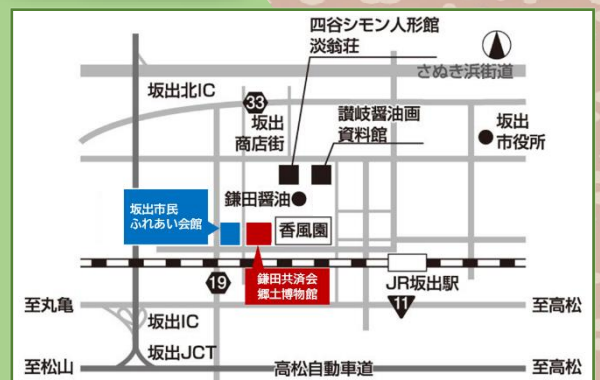 四谷シモン人形館
淡翁荘
さぬき浜街道
坂出北IC
33
坂出
商店街
讃岐醤油画
資料館
坂出
市役所
鎌田醤油
坂出市民
ふれあい会館
香風園
鎌田共済会
郷土博物館
19
JR坂出駅
11
至丸亀
至高松
坂出IC
坂出JCT
至松山
高松自動車道
至高松